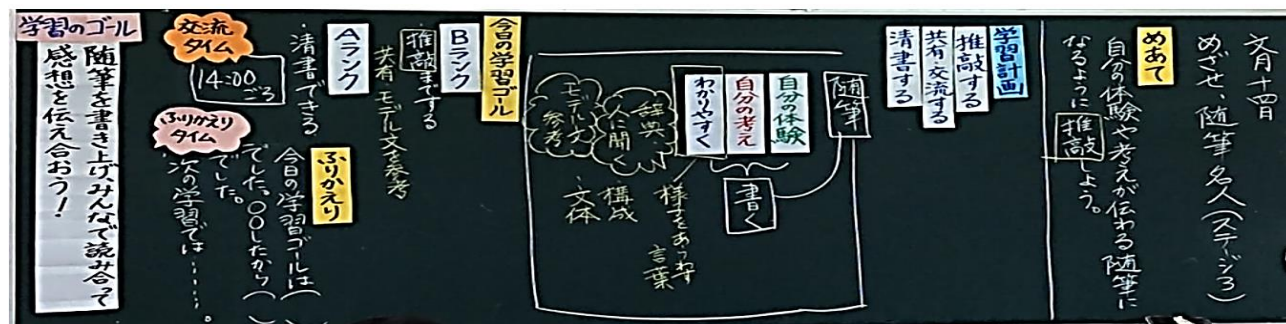 文月十四日
めざせ、随筆名人(ステージ3)
めあて
自分の体験や考えが伝わる随筆に
なるように推敲しよう。
学習計画
推敲する
共有・交流する
清書する
随筆
自分の体験
自分の考え
わかりやすく
書く
様子をあらわす
言葉
構成
・文体
辞典、
人に聞く
モデル文
参考
今日の学習ゴール
Bランク
推敲までする
共有・モデル文を参考
Aランク
清書できる
ふりかえり
今日の学習ゴールは( )
でした。〇〇したから( )
でした。
次の学習では……。
交流
タイム
14:00
ごろ
ふりかえり
タイム
学習のゴール
随筆を書き上げ、みんなで読み合って
感想を伝え合おう!